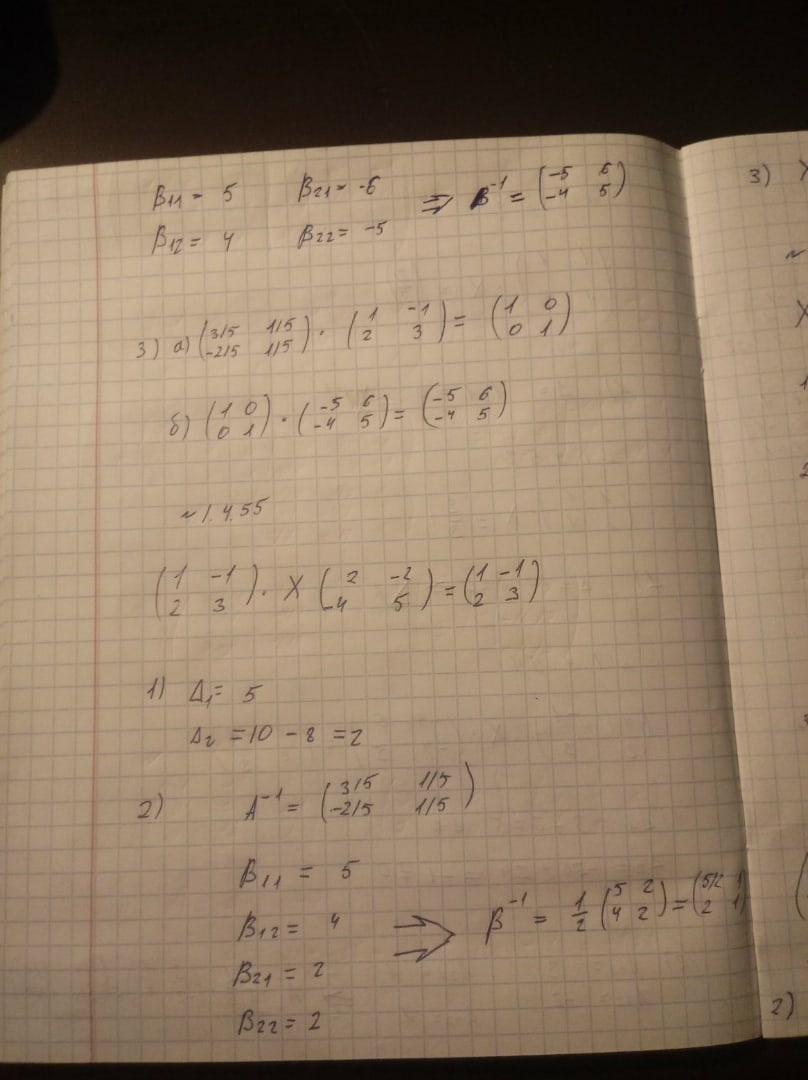 B₁₁ = 5 B₂₁ = -6 ⇒ B⁻¹ = (-5 6
B₁₂ = 4 B₂₂ = -5 -4 5)
3) а) (3/5 1/5 · (1 -1 = (1 0
-2/5 1/5) 2 3) 0 1)
б) (1 0 · (-5 6 = (-5 6
0 1) -4 5) -4 5)
~1.4.55
(1 -1 · X (2 -2 = (1 -1
2 3) -4 5) 2 3)
1) Δ₁ = 5
Δ₂ = 10 - 8 = 2
2) A⁻¹ = (3/5 1/5
-2/5 1/5)
B₁₁ = 5
B₁₂ = 4 ⇒ B⁻¹ = 1/2 (5 2 = (5/2 1
4 2) 2 1)
B₂₁ = 2
B₂₂ = 2
3)
2)